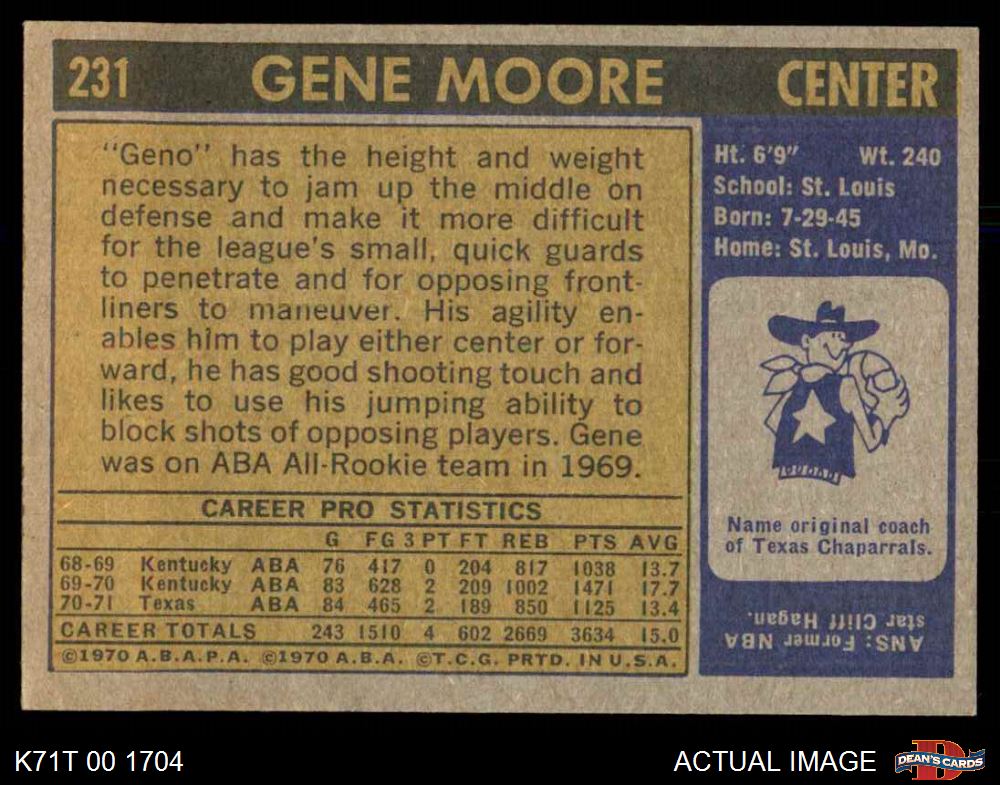 231 GENE MOORE CENTER
"Geno" has the height and weight
necessary to jam up the middle on
defense and make it more difficult
for the league's small, quick guards
to penetrate and for opposing front-
liners to maneuver. His agility en-
ables him to play either center or for-
ward, he has good shooting touch and
likes to use his jumping ability to
block shots of opposing players. Gene
was on ABA All-Rookie team in 1969.
CAREER PRO STATISTICS
G FG 3 PT FT REB PTS AVG
68-69 Kentucky ABA 76 417 0 204 817 1038 13.7
69-70 Kentucky ABA 83 628 2 209 1002 1471 17.7
70-71 Texas ABA 84 465 2 189 850 1125 13.4
CAREER TOTALS 243 1510 4 602 2669 3634 15.0
©1970 A.B.A.P.A. ©1970 A.B.A. ©T.C.G. PRTD. IN U.S.A.
Ht. 6'9" Wt. 240
School: St. Louis
Born: 7-29-45
Home: St. Louis, Mo.
Name original coach
of Texas Chaparrals.
ANS: Former NBA
star Cliff Hagan.
K71T 00 1704
ACTUAL IMAGE
D
DEAN'S CARDS